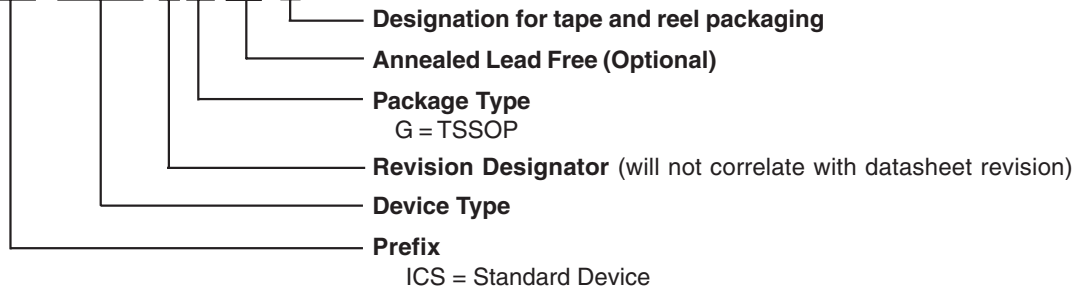 Designation for tape and reel packaging
Annealed Lead Free (Optional)
Package Type
G = TSSOP
Revision Designator (will not correlate with datasheet revision)
Device Type
Prefix
ICS = Standard Device